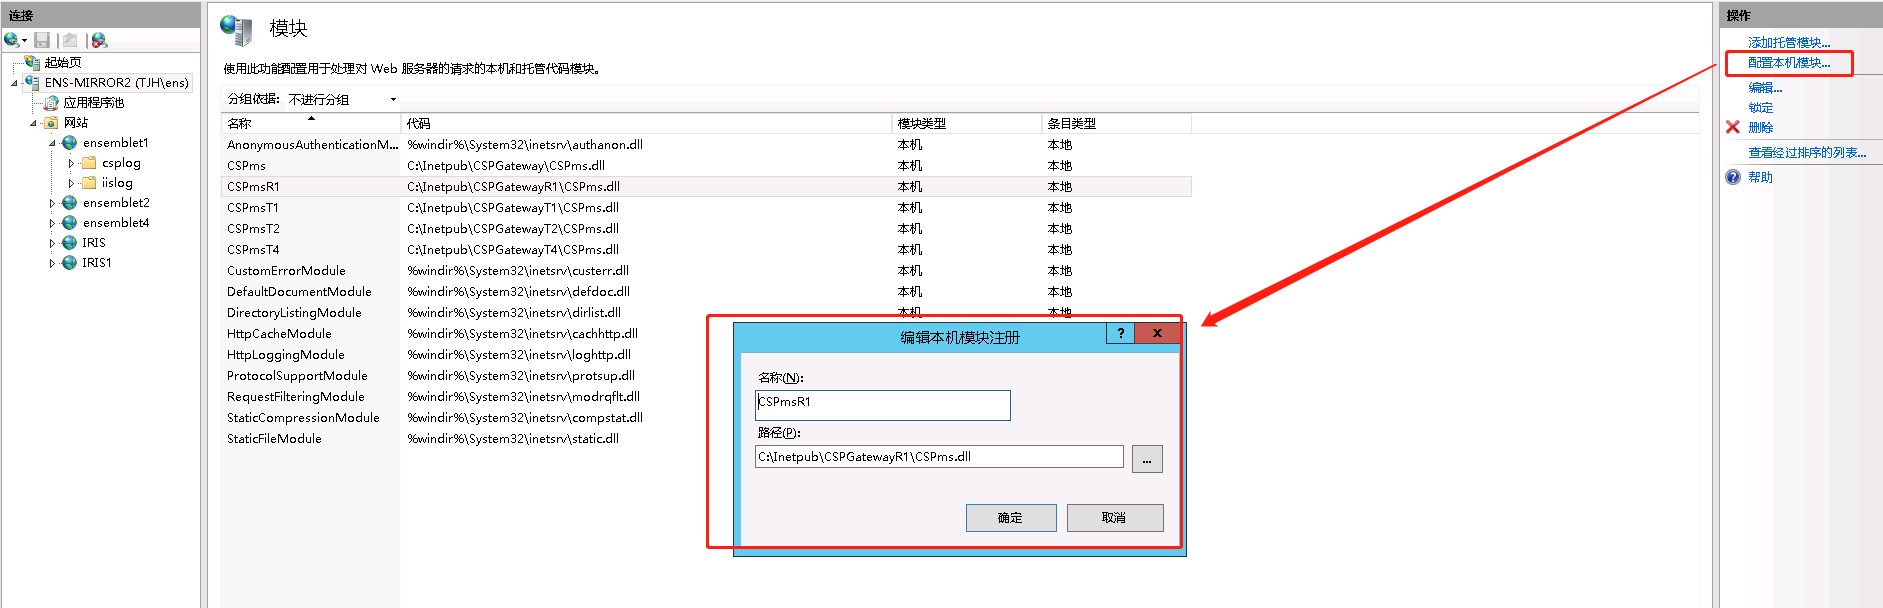 连接
起始页
ENS-MIRROR2 (TJH\ens)
应用程序池
网站
ensemblet1
csplog
iislog
ensemblet2
ensemblet4
IRIS
IRIS1
模块
使用此功能配置用于处理对 Web 服务器的请求的本机和托管代码模块。
分组依据: 不进行分组
名称 代码 模块类型 条目类型
AnonymousAuthenticationM... %windir%\System32\inetsrv\authanon.dll 本机 本地
CSPms C:\Inetpub\CSPGateway\CSPms.dll 本机 本地
CSPmsR1 C:\Inetpub\CSPGatewayR1\CSPms.dll 本机 本地
CSPmsT1 C:\Inetpub\CSPGatewayT1\CSPms.dll 本机 本地
CSPmsT2 C:\Inetpub\CSPGatewayT2\CSPms.dll 本机 本地
CSPmsT4 C:\Inetpub\CSPGatewayT4\CSPms.dll 本机 本地
CustomErrorModule %windir%\System32\inetsrv\custerr.dll 本机 本地
DefaultDocumentModule %windir%\System32\inetsrv\defdoc.dll 本机 本地
DirectoryListingModule %windir%\System32\inetsrv\dirlist.dll 本机 本地
HttpCacheModule %windir%\System32\inetsrv\cachhttp.dll
HttpLoggingModule %windir%\System32\inetsrv\loghttp.dll
ProtocolSupportModule %windir%\System32\inetsrv\protsup.dll
RequestFilteringModule %windir%\System32\inetsrv\modrqflt.dll
StaticCompressionModule %windir%\System32\inetsrv\compstat.dll
StaticFileModule %windir%\System32\inetsrv\static.dll
编辑本机模块注册
? x
名称(N):
CSPmsR1
路径(P):
C:\Inetpub\CSPGatewayR1\CSPms.dll
...
确定 取消
操作
添加托管模块...
配置本机模块...
编辑...
锁定
删除
查看经过排序的列表...
帮助